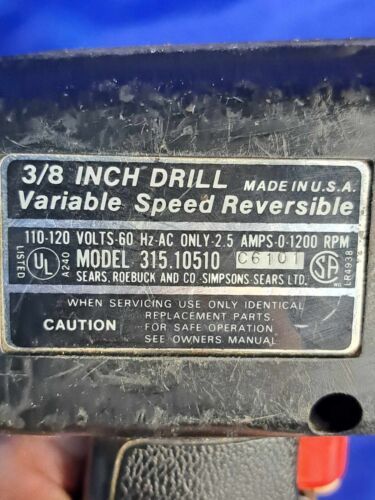 3/8 INCH DRILL MADE IN U.S.A.
Variable Speed Reversible
110-120 VOLTS-60 Hz-AC ONLY-2.5 AMPS-0-1200 RPM
LISTED UL A240 MODEL 315.10510 C6101 SA LR4938
SEARS, ROEBUCK AND CO. SIMPSONS SEARS LTD.
WHEN SERVICING USE ONLY IDENTICAL
CAUTION REPLACEMENT PARTS.
FOR SAFE OPERATION
SEE OWNERS MANUAL